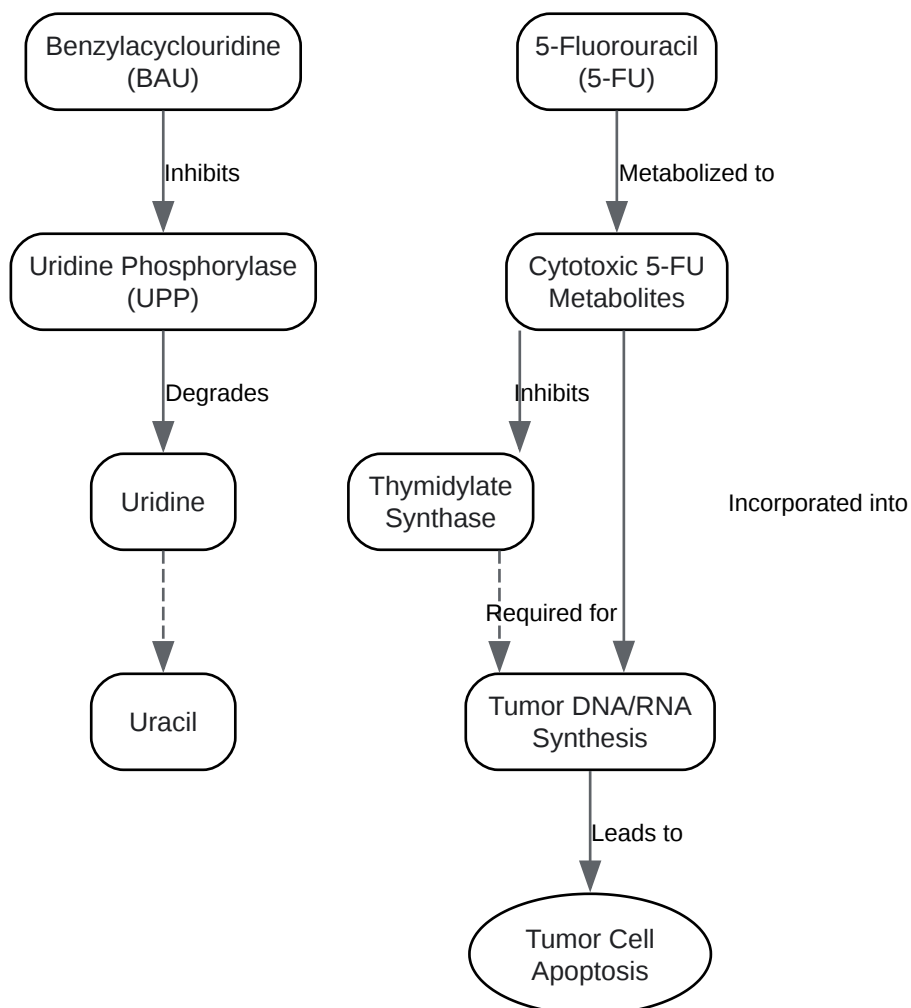 Benzylacyclouridine
(BAU)
5-Fluorouracil
(5-FU)
Inhibits
Metabolized to
Uridine Phosphorylase
(UPP)
Cytotoxic 5-FU
Metabolites
Degrades
Inhibits
Uridine
Thymidylate
Synthase
Incorporated into
Required for
Uracil
Tumor DNA/RNA
Synthesis
Leads to
Tumor Cell
Apoptosis